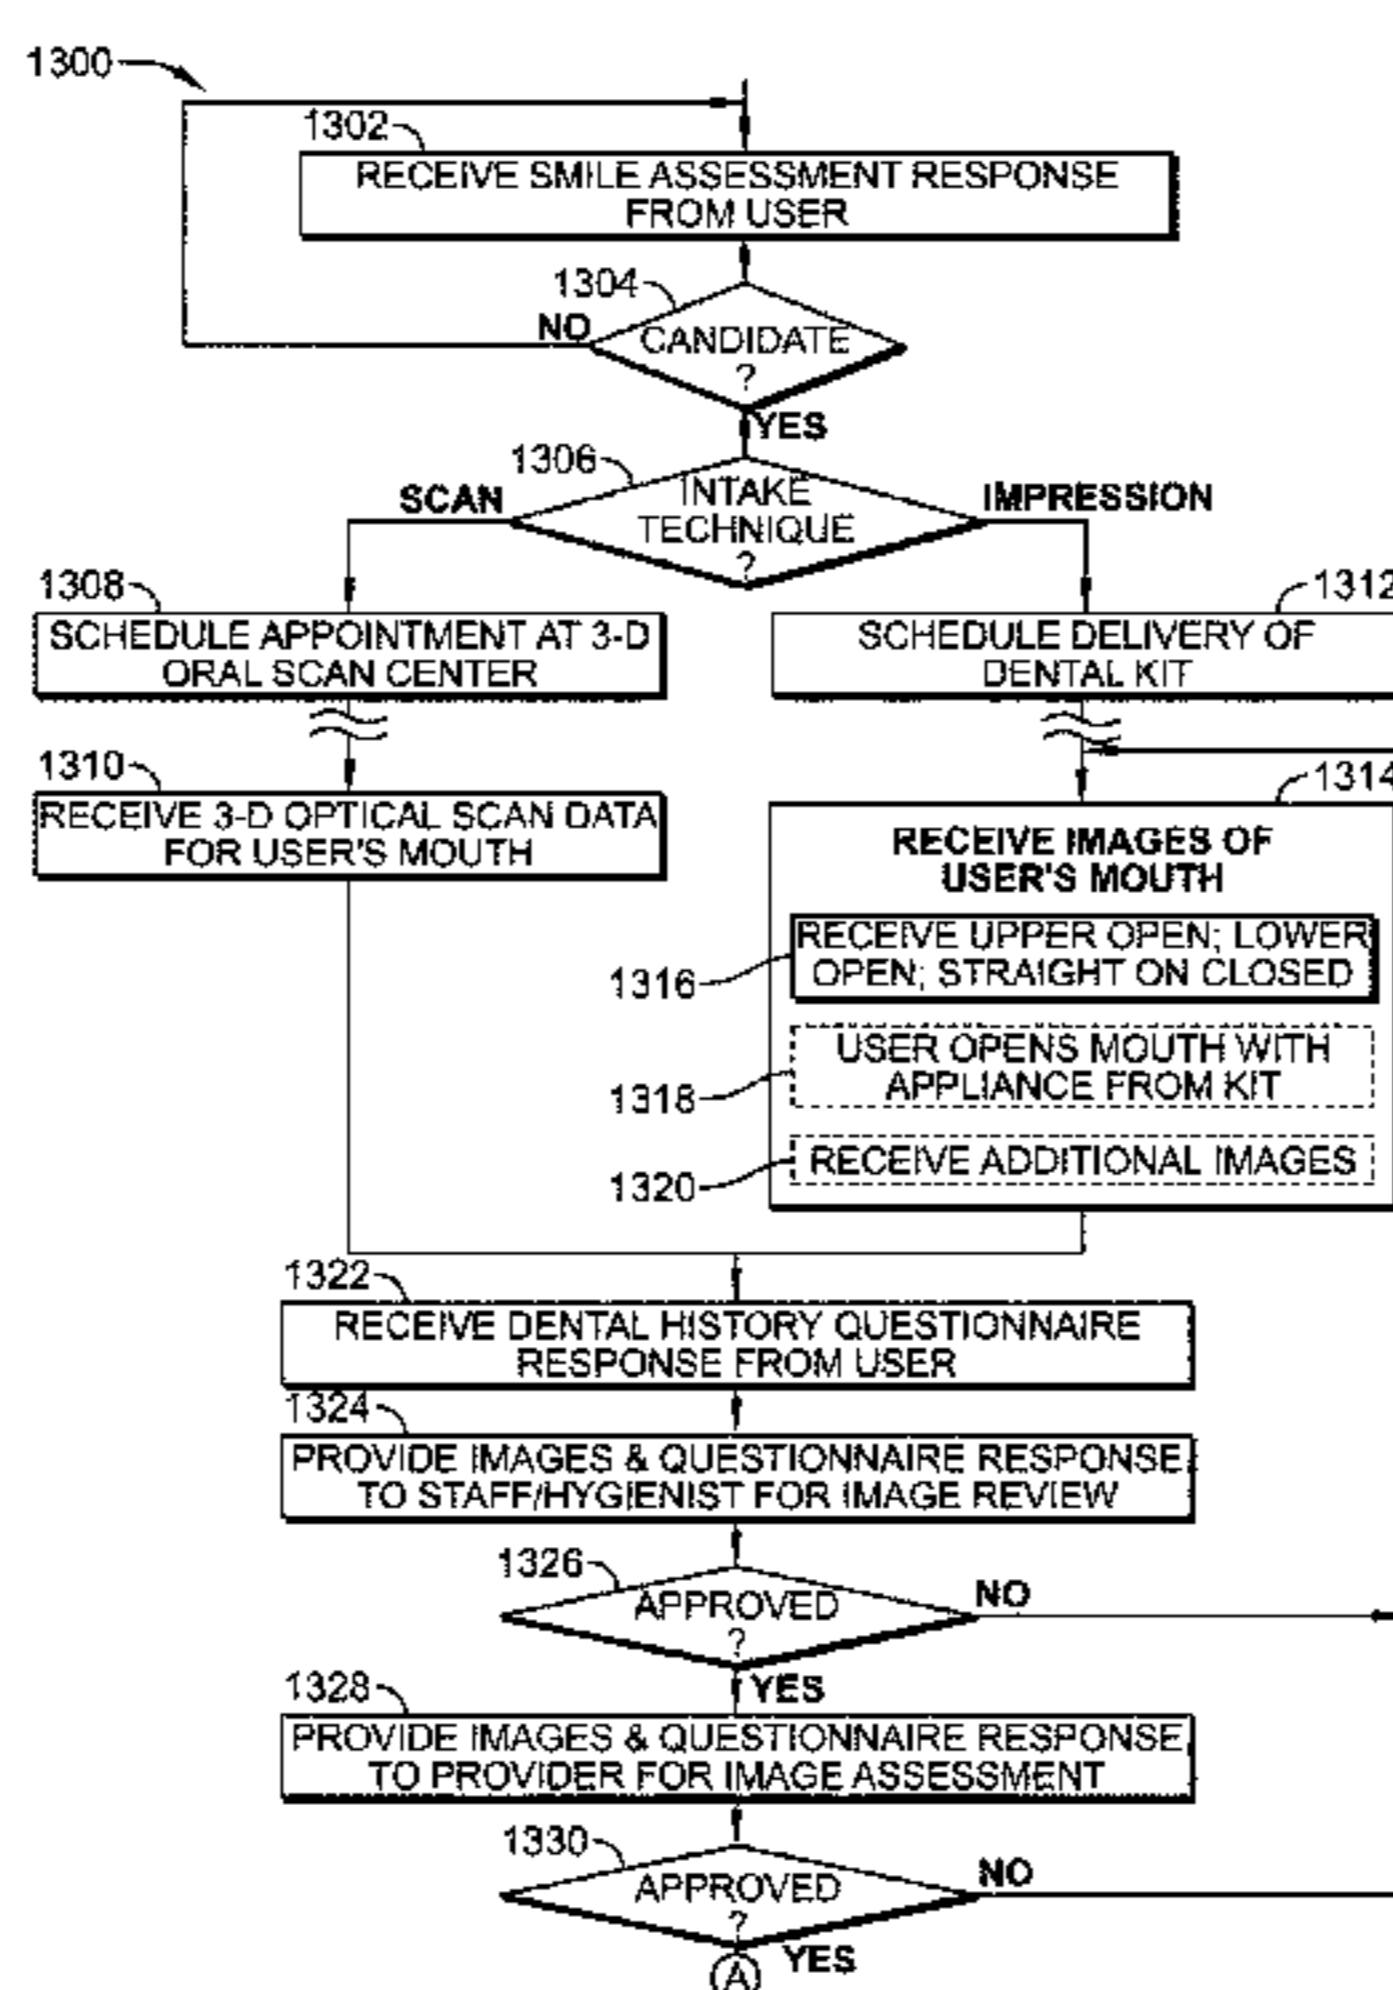 1300
1302
RECEIVE SMILE ASSESSMENT RESPONSE
FROM USER
1304
NO
CANDIDATE
?
YES
1306
SCAN
INTAKE
TECHNIQUE
?
IMPRESSION
1308
SCHEDULE APPOINTMENT AT 3-D
ORAL SCAN CENTER
1312
SCHEDULE DELIVERY OF
DENTAL KIT
1310
RECEIVE 3-D OPTICAL SCAN DATA
FOR USER'S MOUTH
1314
RECEIVE IMAGES OF
USER'S MOUTH
1316
RECEIVE UPPER OPEN; LOWER
OPEN; STRAIGHT ON CLOSED
1318
USER OPENS MOUTH WITH
APPLIANCE FROM KIT
1320
RECEIVE ADDITIONAL IMAGES
1322
RECEIVE DENTAL HISTORY QUESTIONNAIRE
RESPONSE FROM USER
1324
PROVIDE IMAGES & QUESTIONNAIRE RESPONSE
TO STAFF/HYGIENIST FOR IMAGE REVIEW
1326
APPROVED
?
NO
YES
1328
PROVIDE IMAGES & QUESTIONNAIRE RESPONSE
TO PROVIDER FOR IMAGE ASSESSMENT
1330
APPROVED
?
NO
YES
A